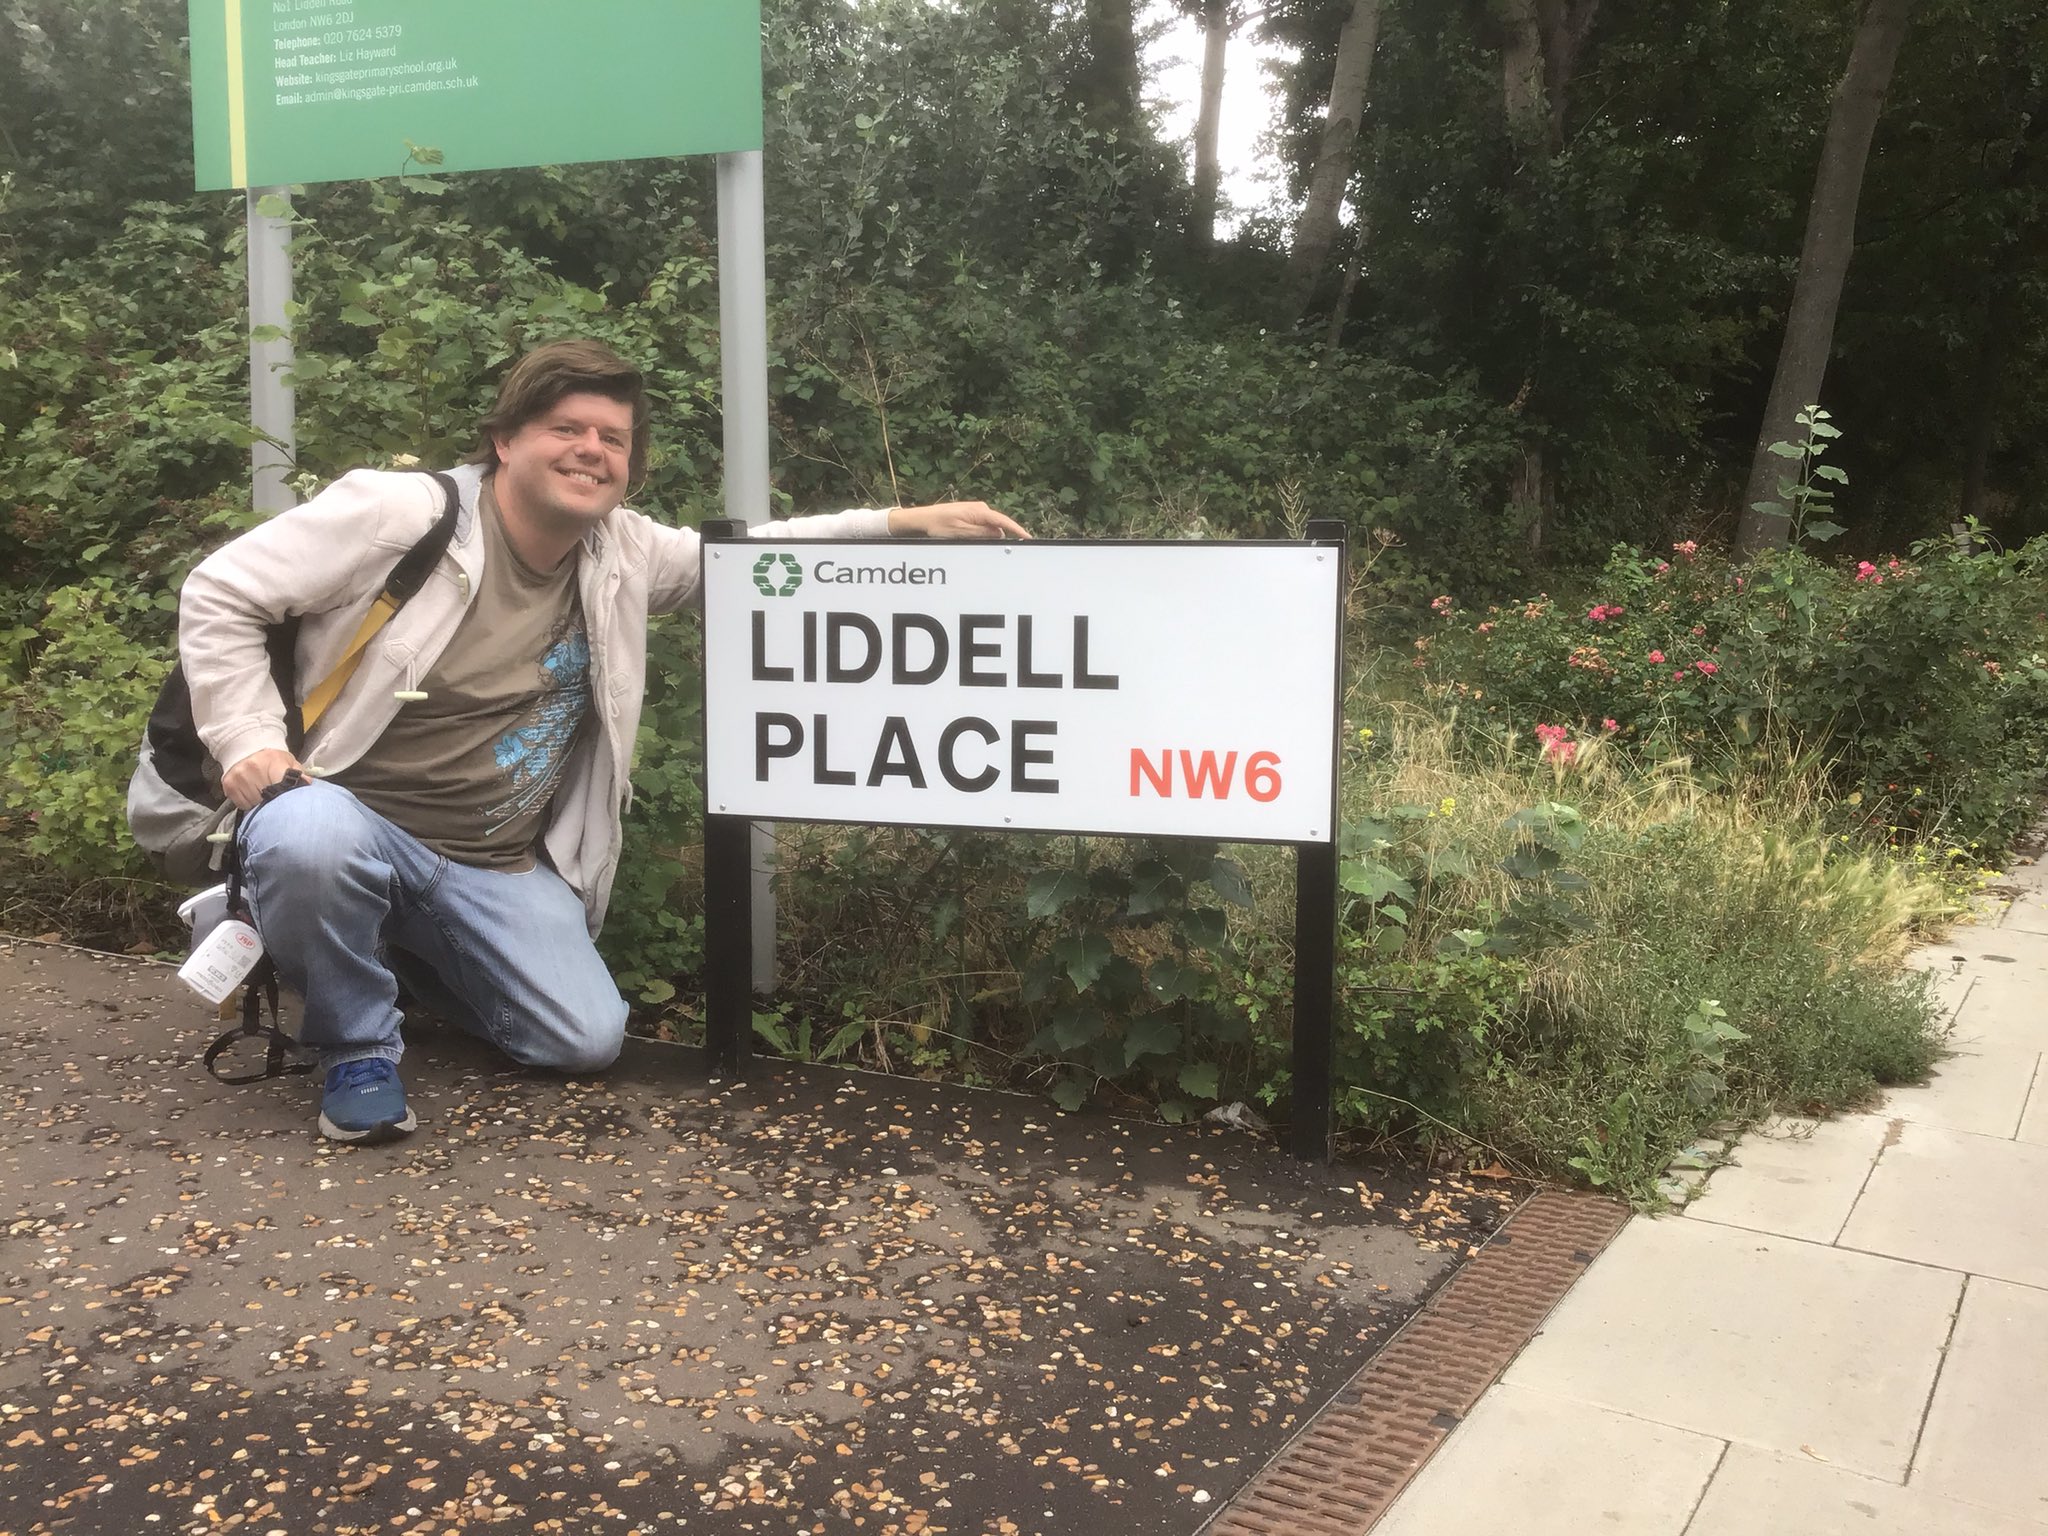 No1 Liddell Road
London NW6 2DJ
Telephone: 020 7624 5379
Head Teacher: Liz Hayward
Website: kingsgateprimaryschool.org.uk
Email: admin@kingsgate-pri.camden.sch.uk
Camden
LIDDELL
PLACE NW6
JSP